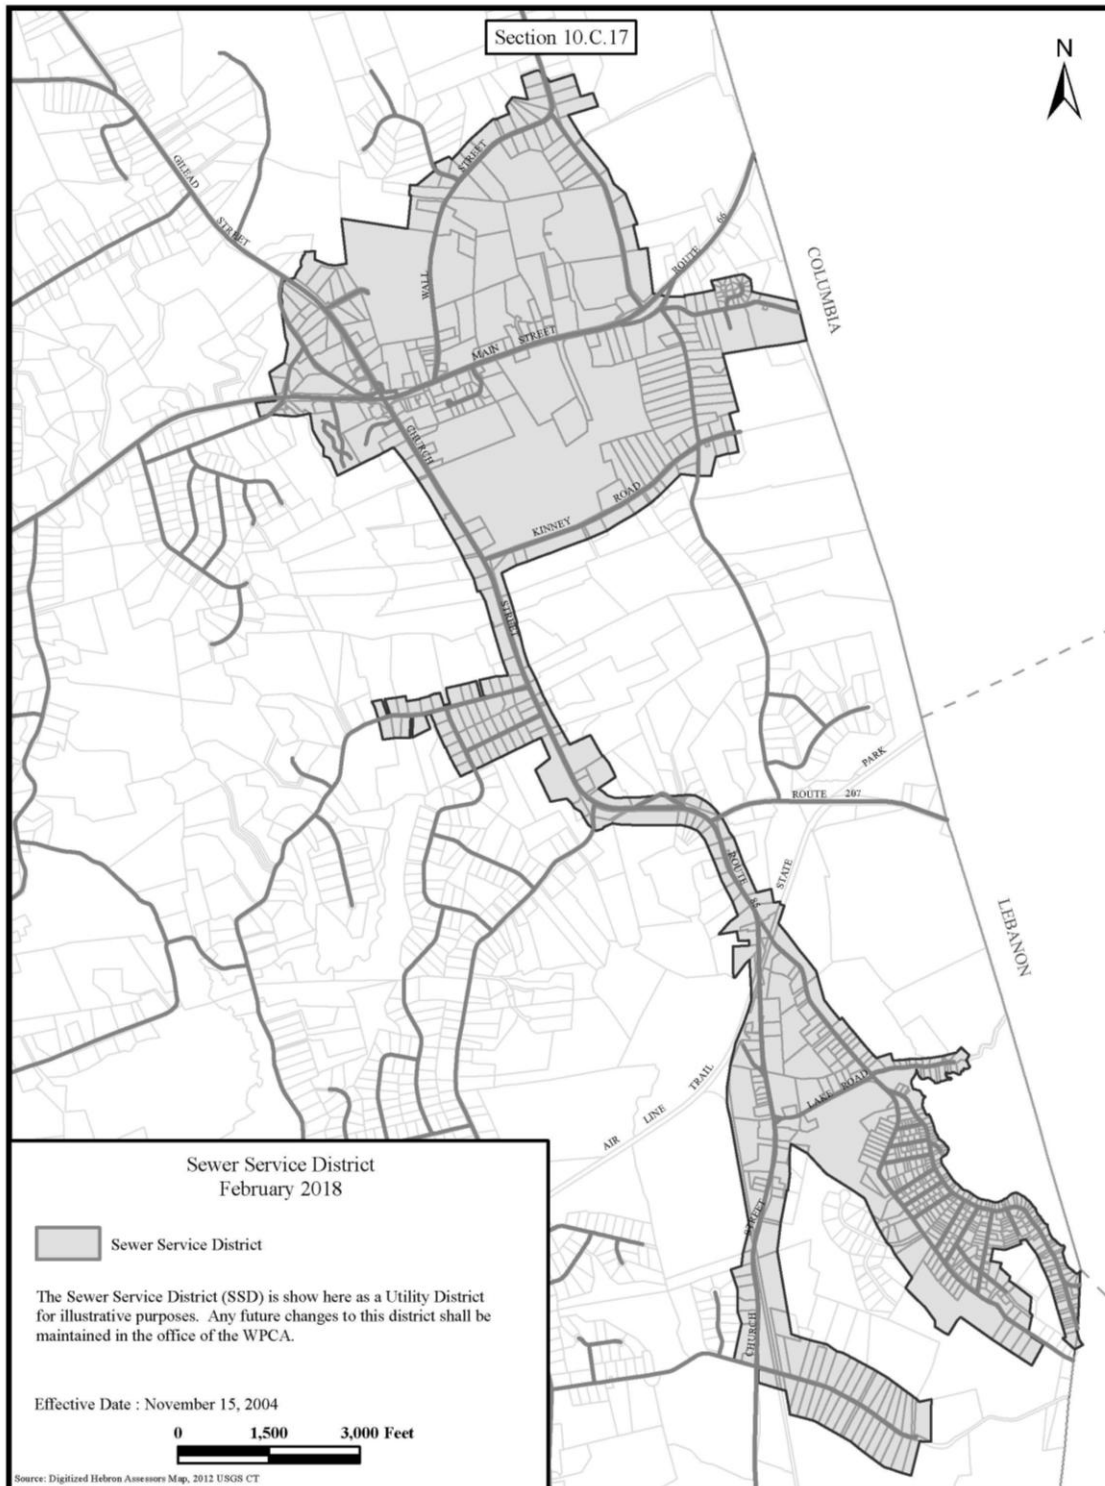 Section 10.C.17
N
GILEAD
STREET
STREET
WALL
ROUTE 66
COLUMBIA
MAIN STREET
CHURCH
KINNEY ROAD
STREET
PARK
ROUTE 207
ROUTE 85
STATE
LEBANON
LAKE ROAD
AIR LINE TRAIL
STREET
CHURCH
Sewer Service District
February 2018
Sewer Service District
The Sewer Service District (SSD) is show here as a Utility District
for illustrative purposes. Any future changes to this district shall be
maintained in the office of the WPCA.
Effective Date : November 15, 2004
0 1,500 3,000 Feet
Source: Digitized Hebron Assessors Map, 2012 USGS CT